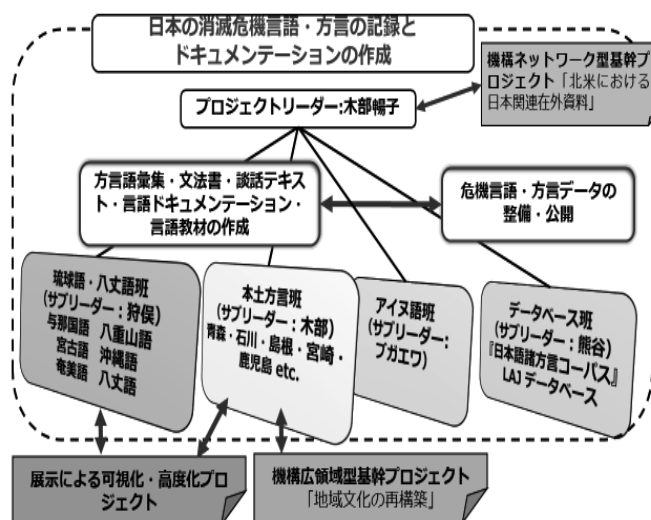 日本の消滅危機言語・方言の記録と
ドキュメンテーションの作成
機構ネットワーク型基幹プ
ロジェクト「北米における
日本関連在外資料」
プロジェクトリーダー:木部暢子
方言語彙集・文法書・談話テキス
ト・言語ドキュメンテーション・
言語教材の作成
危機言語・方言データの
整備・公開
琉球語・八丈語班
(サブリーダー:狩俣)
与那国語 八重山語
宮古語 沖縄語
奄美語 八丈語
本土方言班
(サブリーダー:木部)
青森・石川・島根・宮崎・
鹿児島 etc.
アイヌ語班
(サブリーダー:
ブガエワ)
データベース班
(サブリーダー:熊谷)
『日本語諸方言コーパス』
LAJ データベース
展示による可視化・高度化プロ
ジェクト
機構広領域型基幹プロジェクト
「地域文化の再構築」